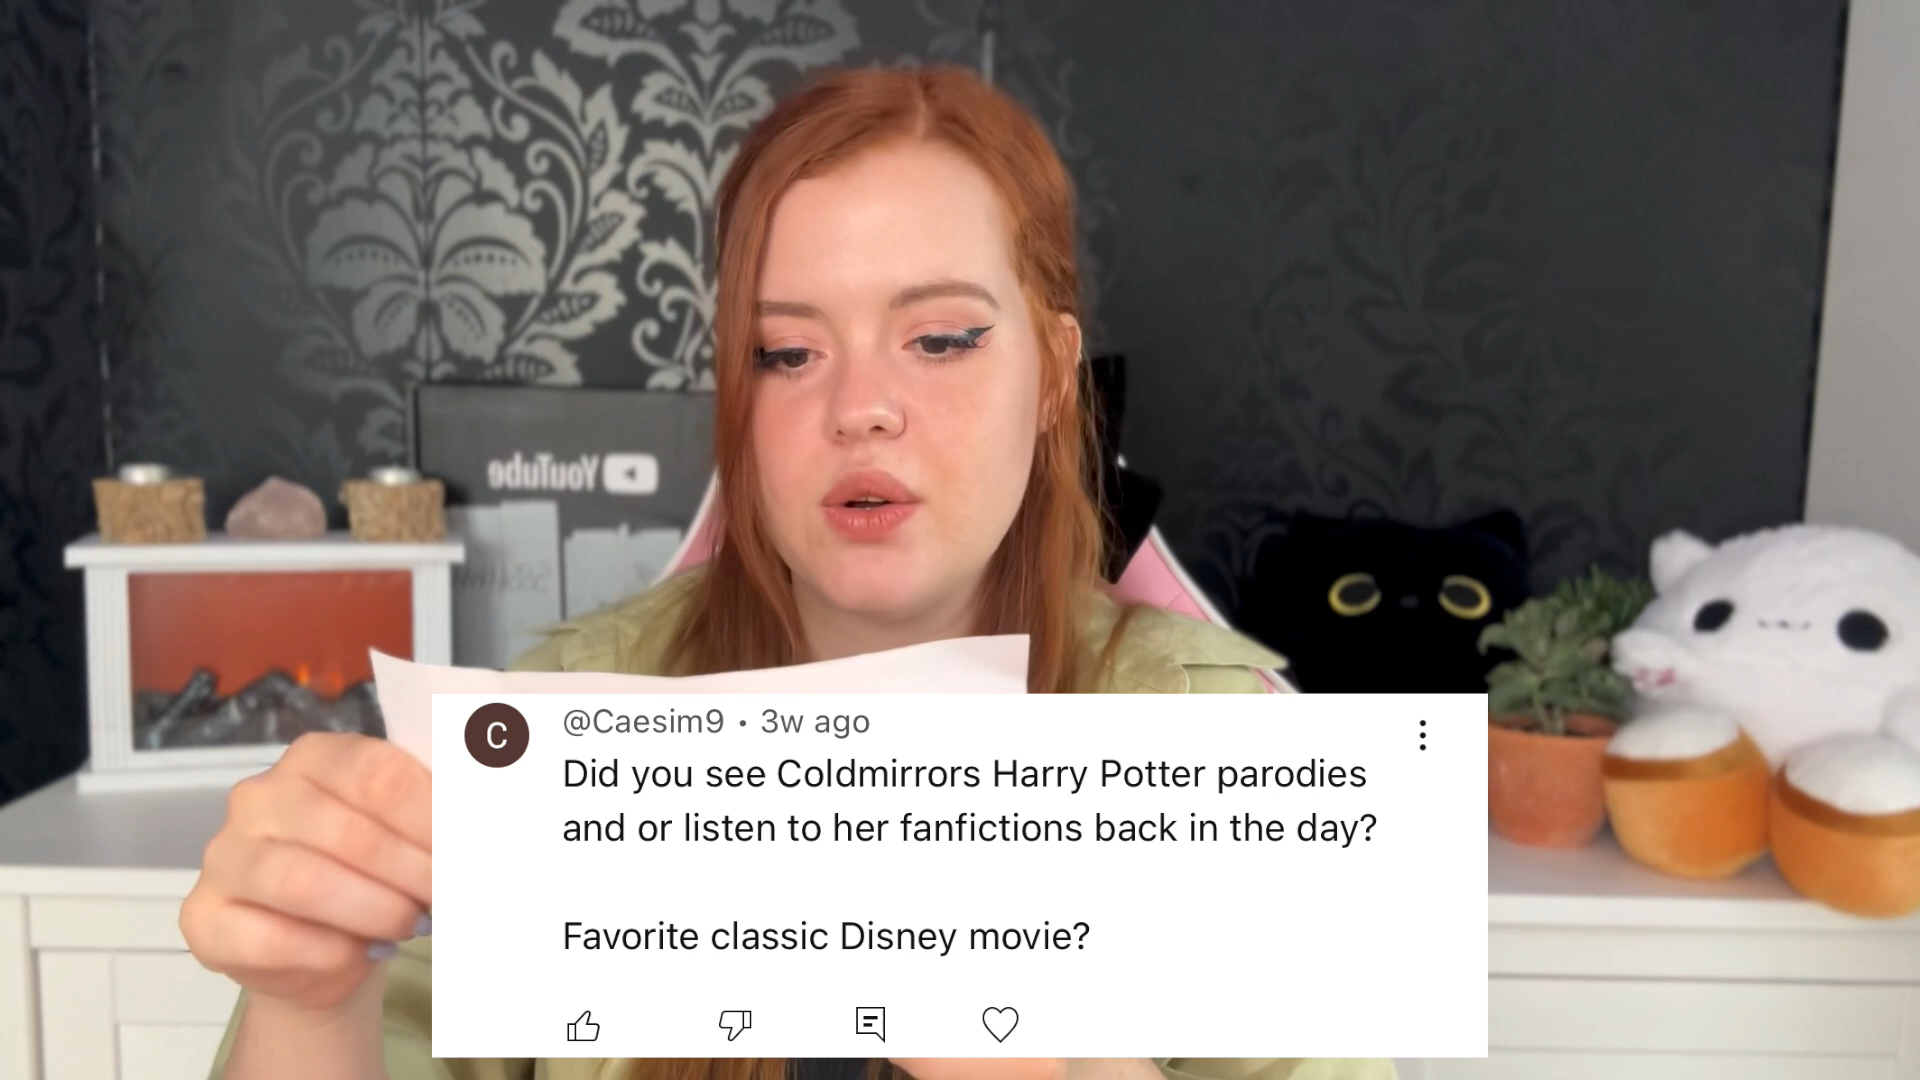 YouTube
C
@Caesim9 • 3w ago
Did you see Coldmirrors Harry Potter parodies
and or listen to her fanfictions back in the day?
Favorite classic Disney movie?